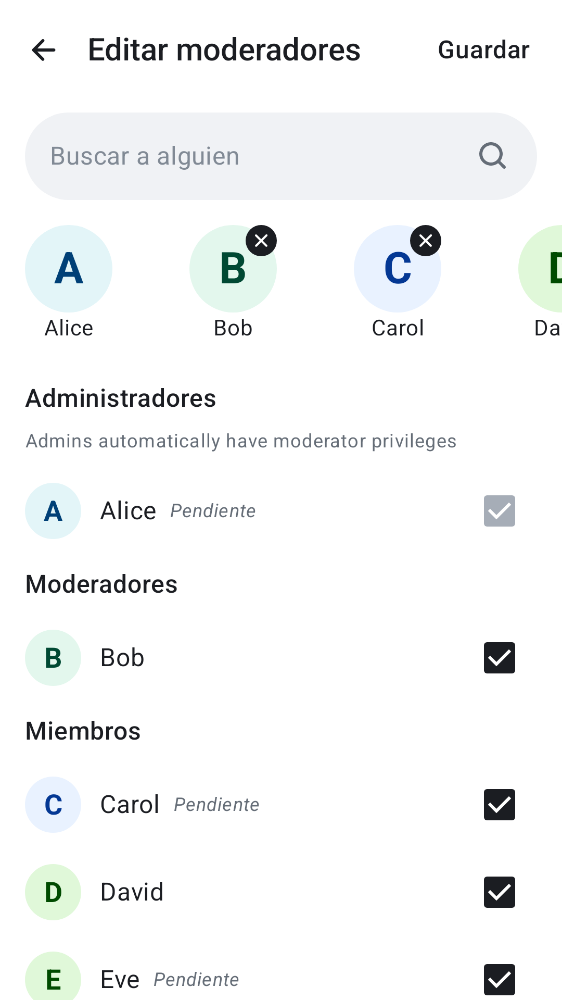 Editar moderadores Guardar
Buscar a alguien
A B C D
Alice Bob Carol Da
Administradores
Admins automatically have moderator privileges
A Alice Pendiente
Moderadores
B Bob
Miembros
C Carol Pendiente
D David
E Eve Pendiente